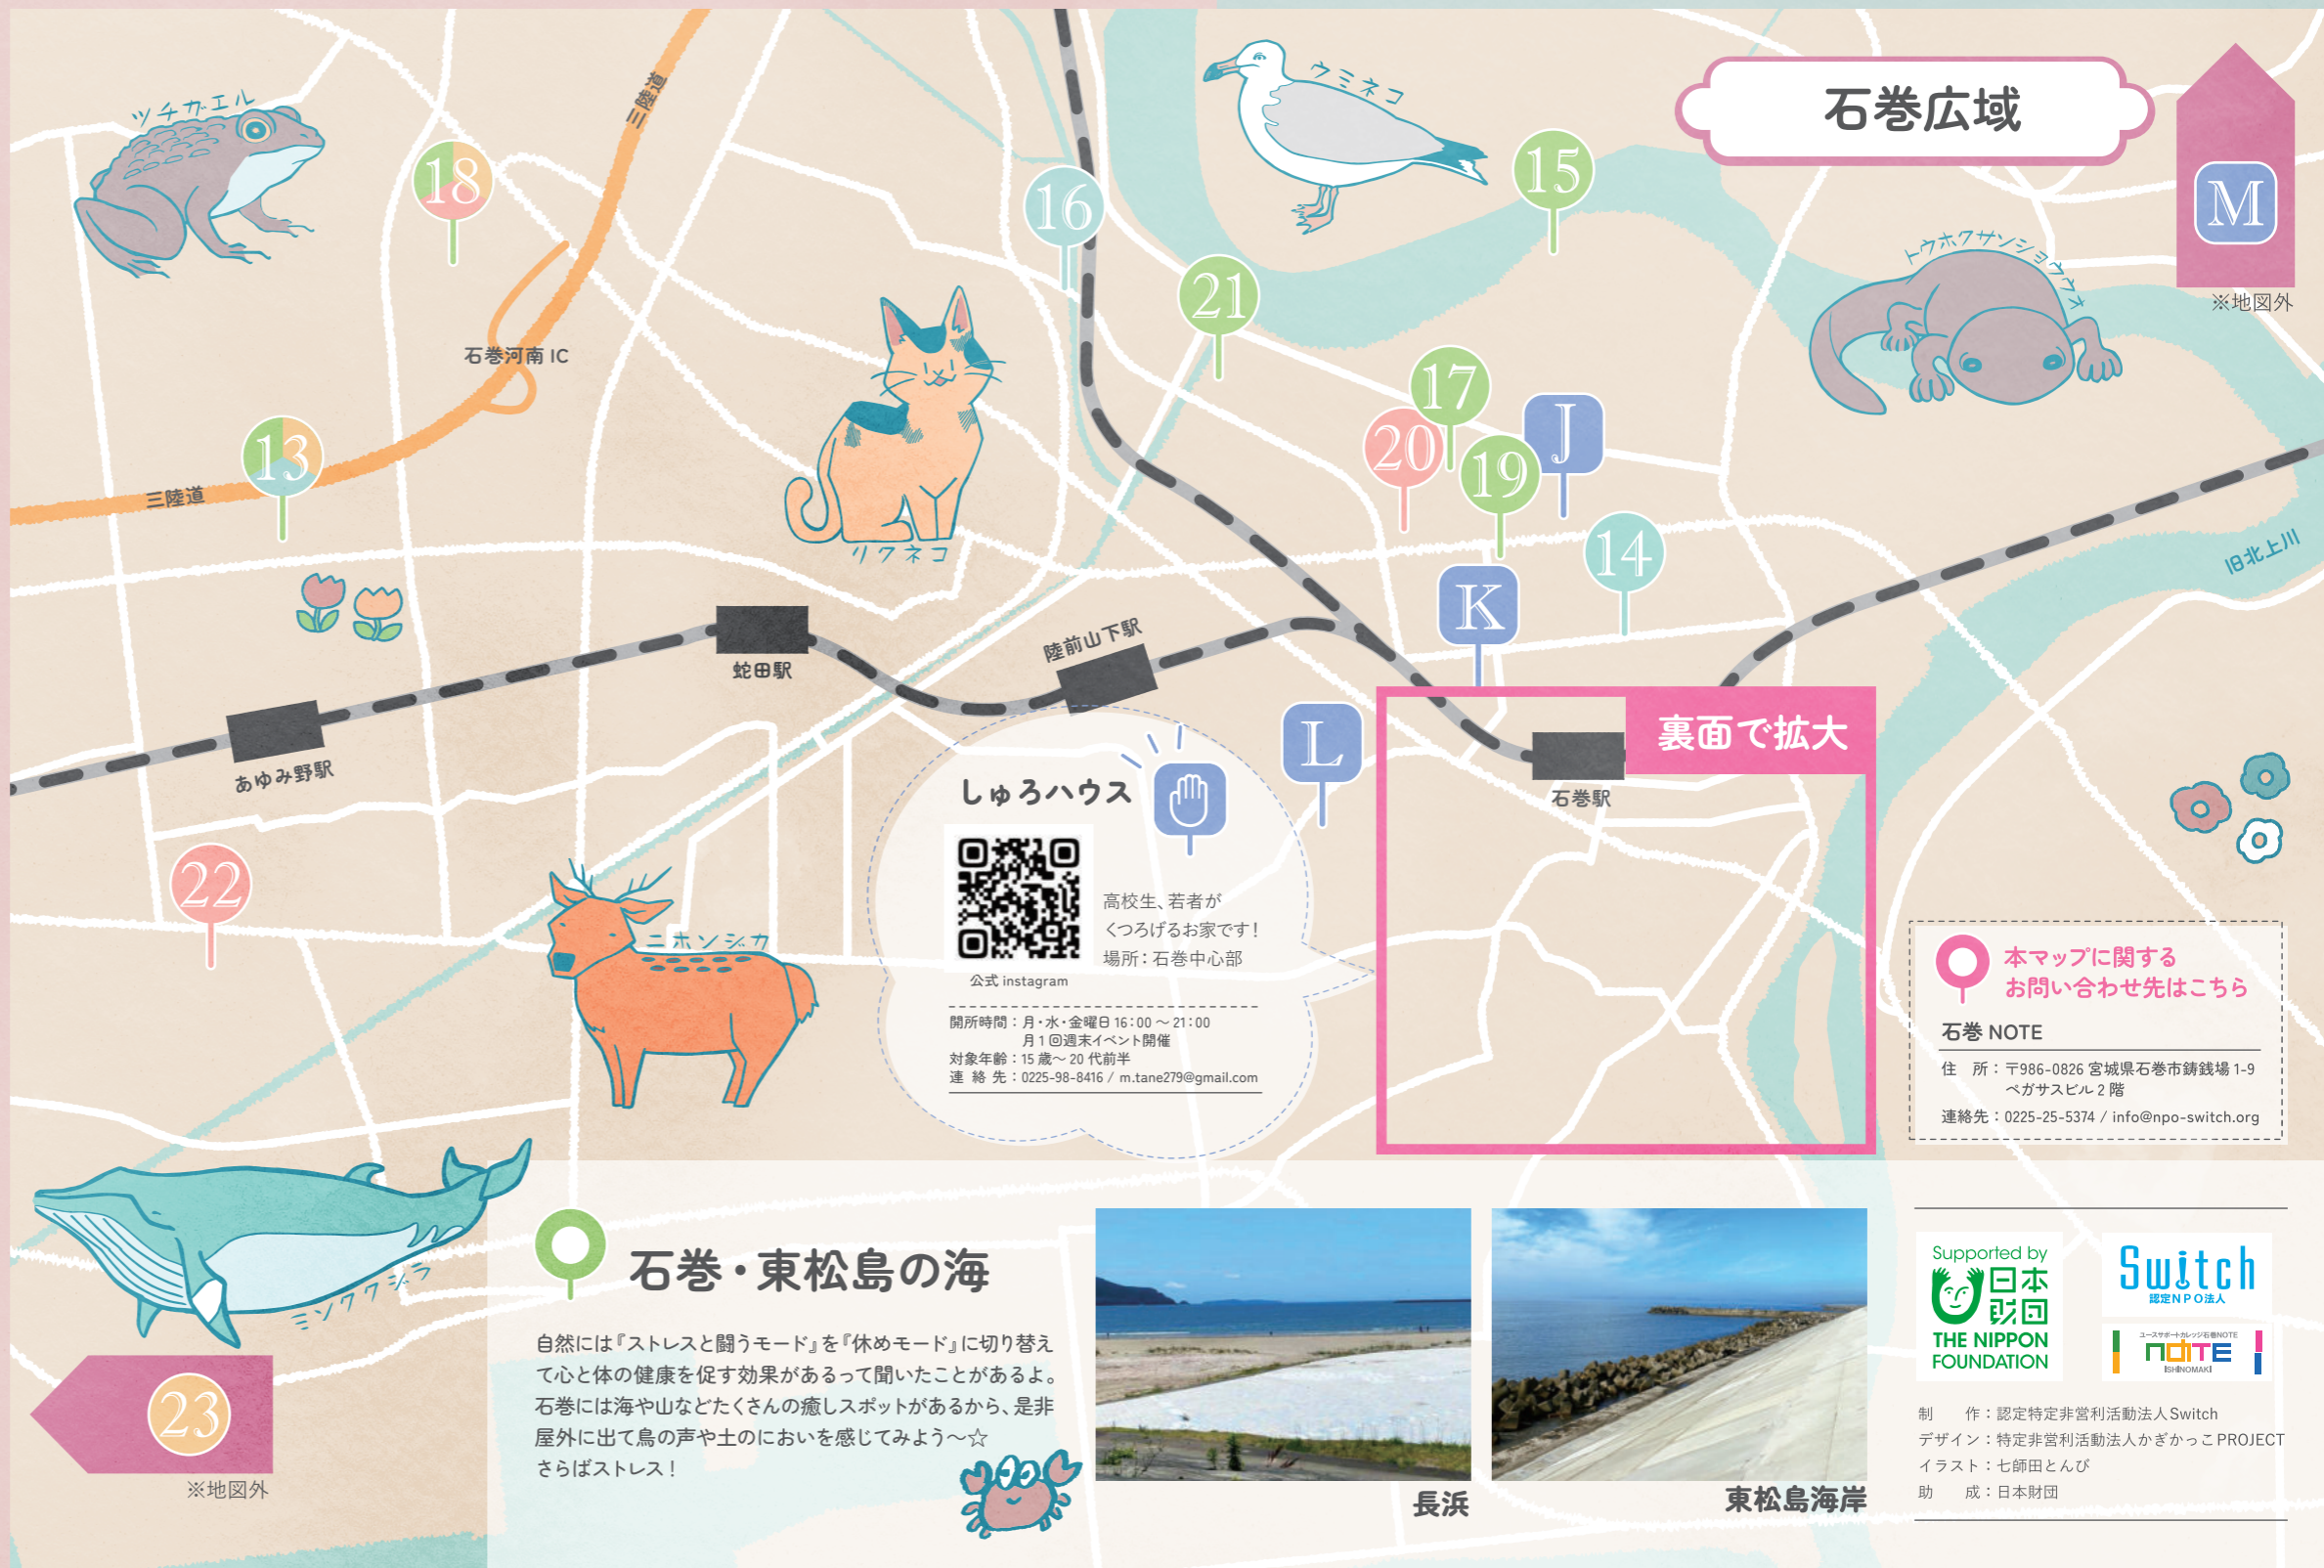 石巻広域
M
※地図外
ツチガエル
三陸道
ウミネコ
18
16
15
21
トウホクサンショウウオ
石巻河南 IC
13
三陸道
リクネコ
17
20
19
J
14
K
L
旧北上川
蛇田駅
陸前山下駅
あゆみ野駅
石巻駅
裏面で拡大
22
ニホンジカ
しゅろハウス
高校生、若者が
くつろげるお家です！
場所：石巻中心部
公式 instagram
開所時間：月・水・金曜日 16：00 〜 21：00
月 1 回週末イベント開催
対象年齢：15 歳〜 20 代前半
連 絡 先：0225-98-8416 / m.tane279@gmail.com
本マップに関する
お問い合わせ先はこちら
石巻 NOTE
住　所：〒986-0826 宮城県石巻市鋳銭場 1-9
ペガサスビル 2 階
連絡先：0225-25-5374 / info@npo-switch.org
ミンククジラ
23
※地図外
石巻・東松島の海
自然には『ストレスと闘うモード』を『休めモード』に切り替え
て心と体の健康を促す効果があるって聞いたことがあるよ。
石巻には海や山などたくさんの癒しスポットがあるから、是非
屋外に出て鳥の声や土のにおいを感じてみよう〜☆
さらばストレス！
長浜
東松島海岸
Supported by
日本
財団
THE NIPPON
FOUNDATION
Switch
認定NPO法人
ユースサポートカレッジ石巻NOTE
NOTE
ISHINOMAKI
制　　作：認定特定非営利活動法人Switch
デザイン：特定非営利活動法人かぎかっこPROJECT
イラスト：七師田とんぴ
助　　成：日本財団